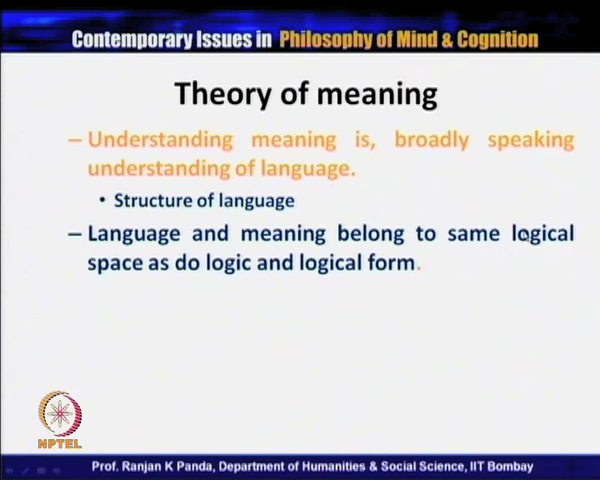 Contemporary Issues in Philosophy of Mind & Cognition
Theory of meaning
– Understanding meaning is, broadly speaking
understanding of language.
• Structure of language
– Language and meaning belong to same logical
space as do logic and logical form.
NPTEL
Prof. Ranjan K Panda, Department of Humanities & Social Science, IIT Bombay